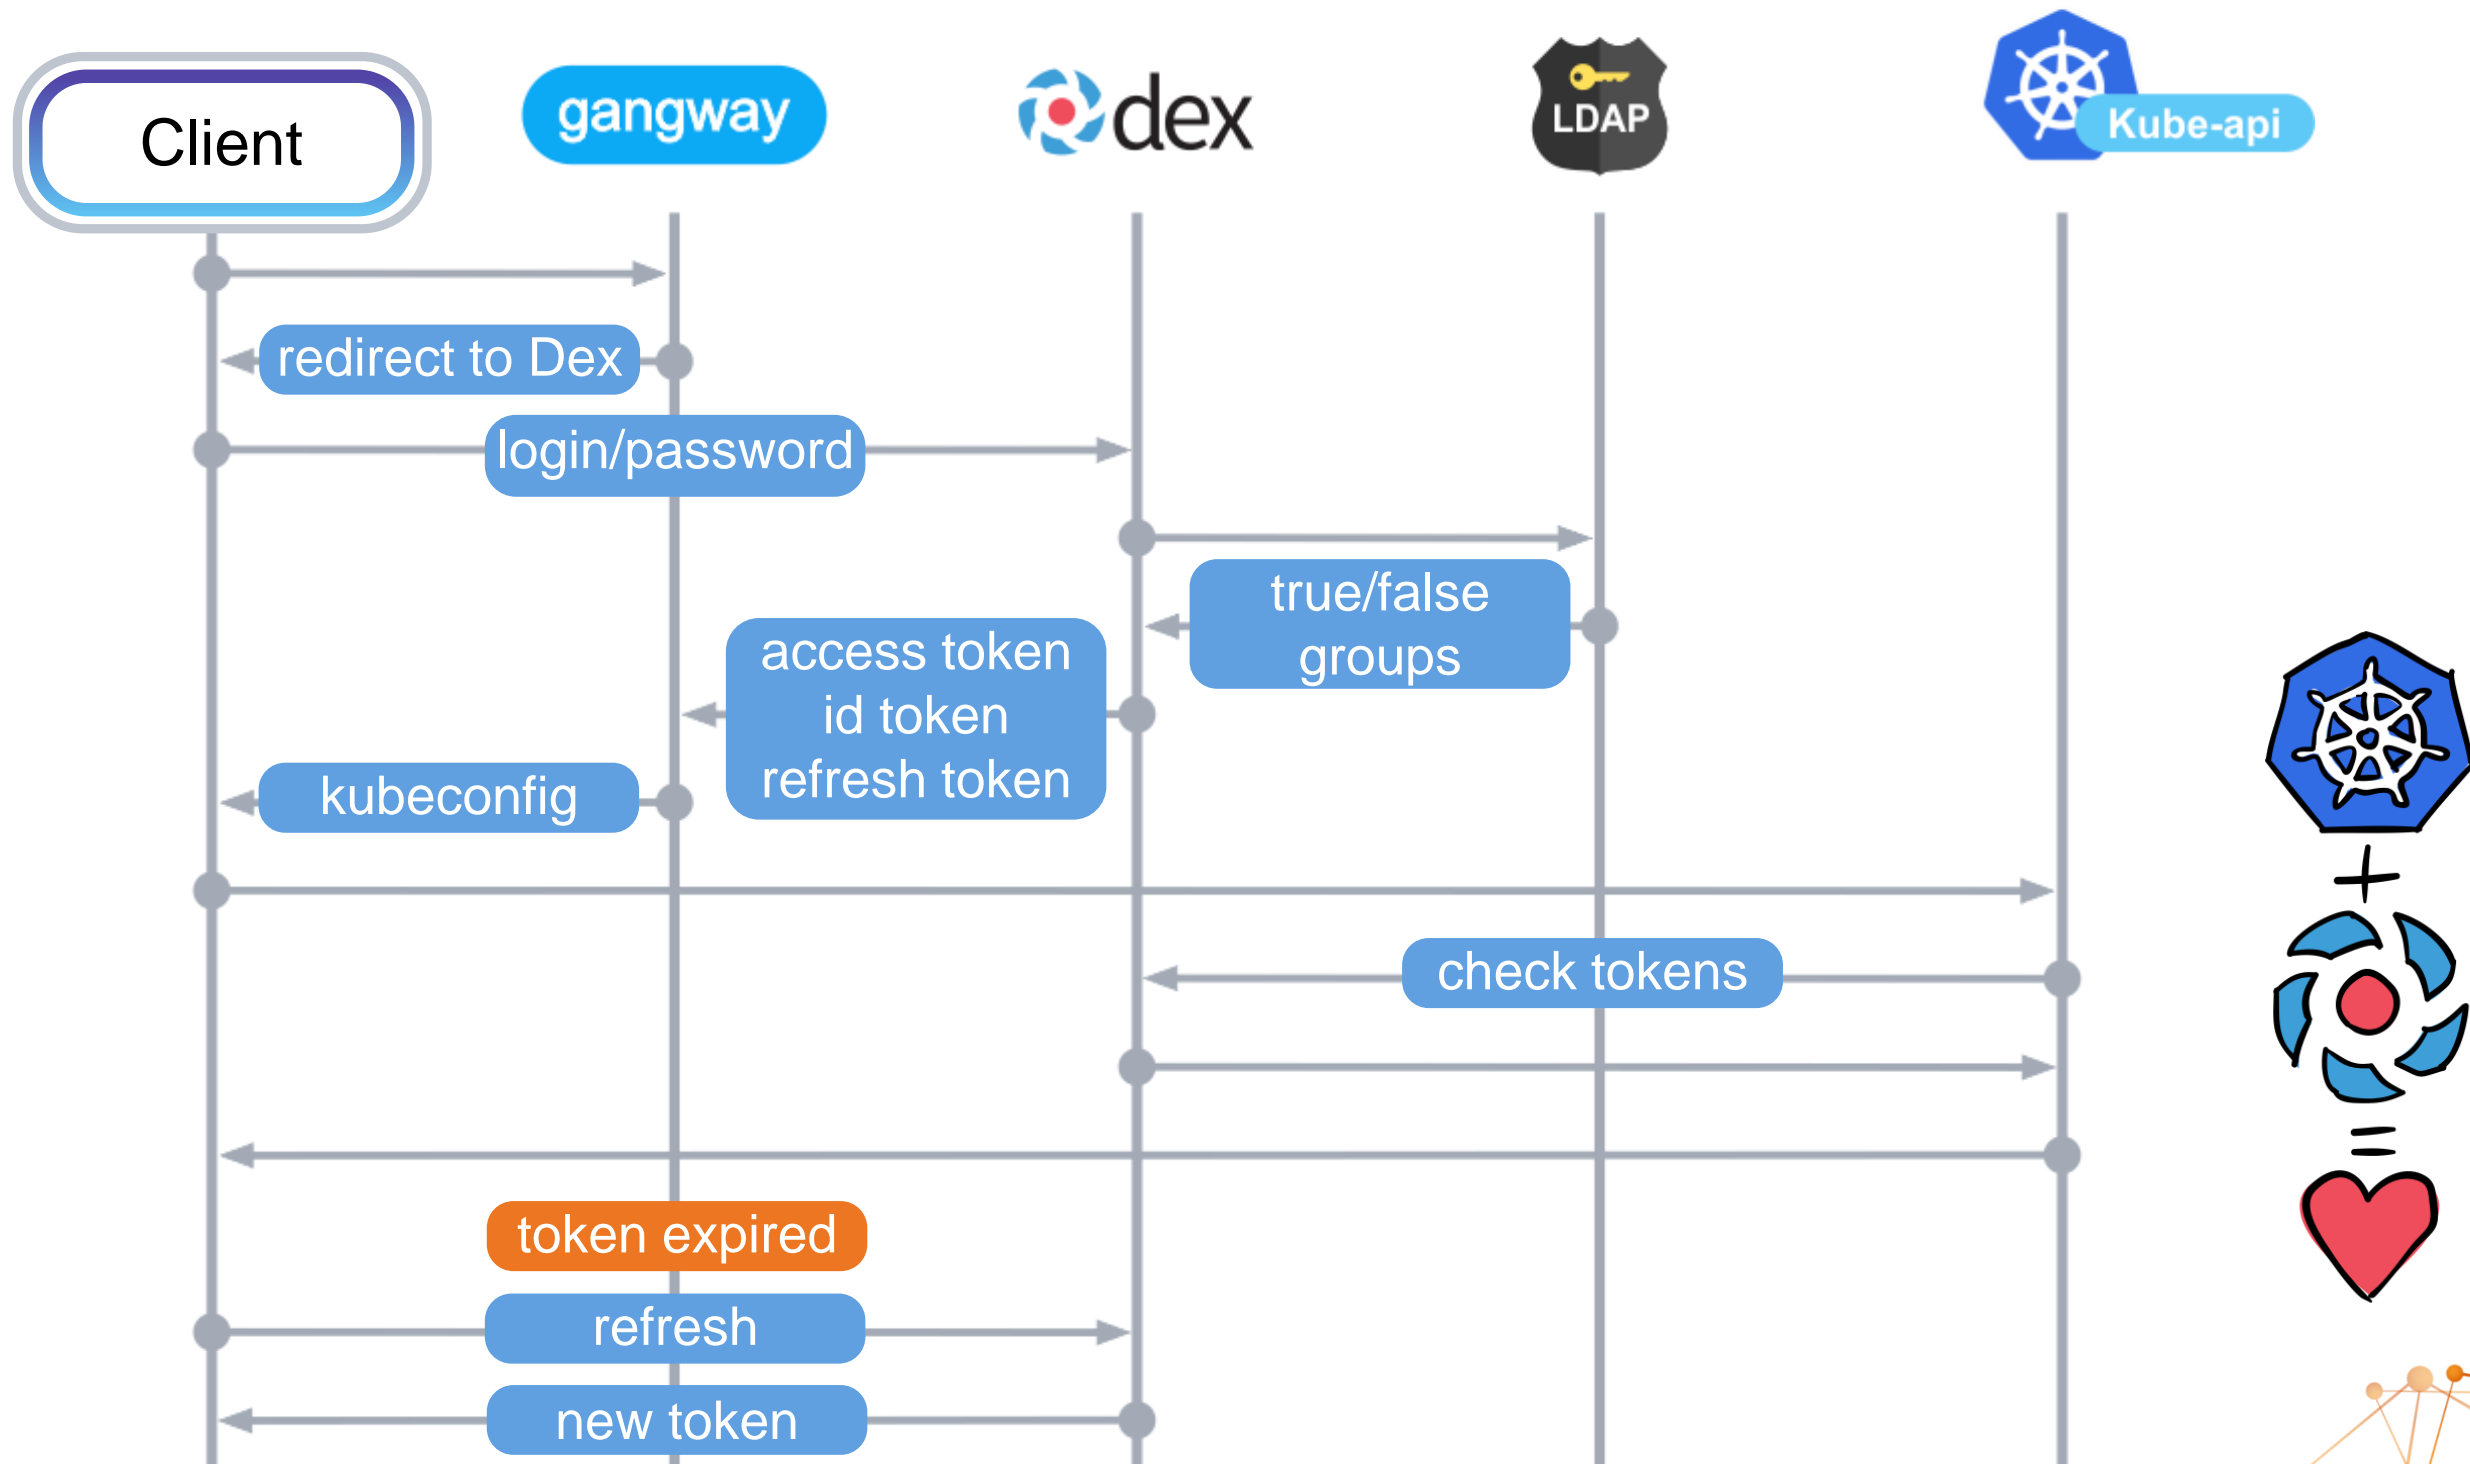 Client
gangway
dex
LDAP
Kube-api
redirect to Dex
login/password
true/false
groups
access token
id token
refresh token
kubeconfig
check tokens
token expired
refresh
new token